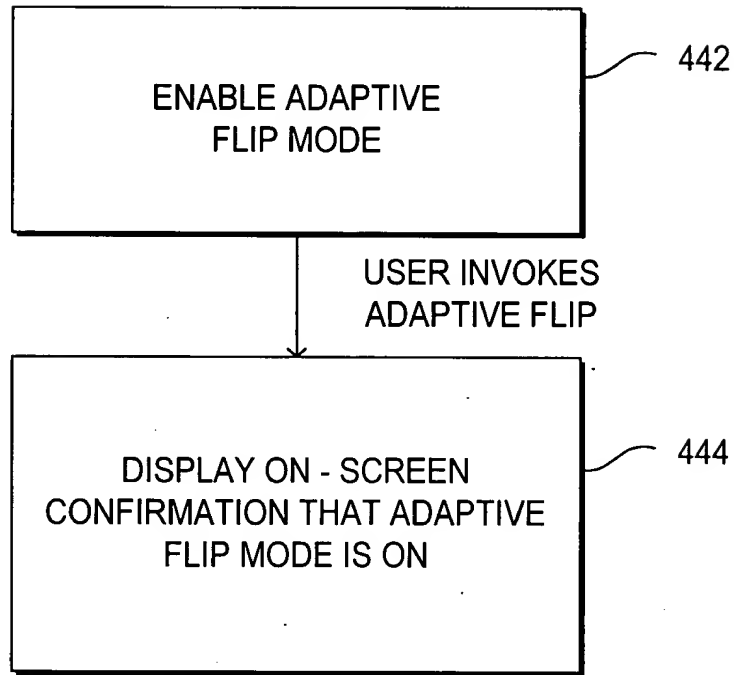 ENABLE ADAPTIVE
FLIP MODE
442
USER INVOKES
ADAPTIVE FLIP
DISPLAY ON - SCREEN
CONFIRMATION THAT ADAPTIVE
FLIP MODE IS ON
444